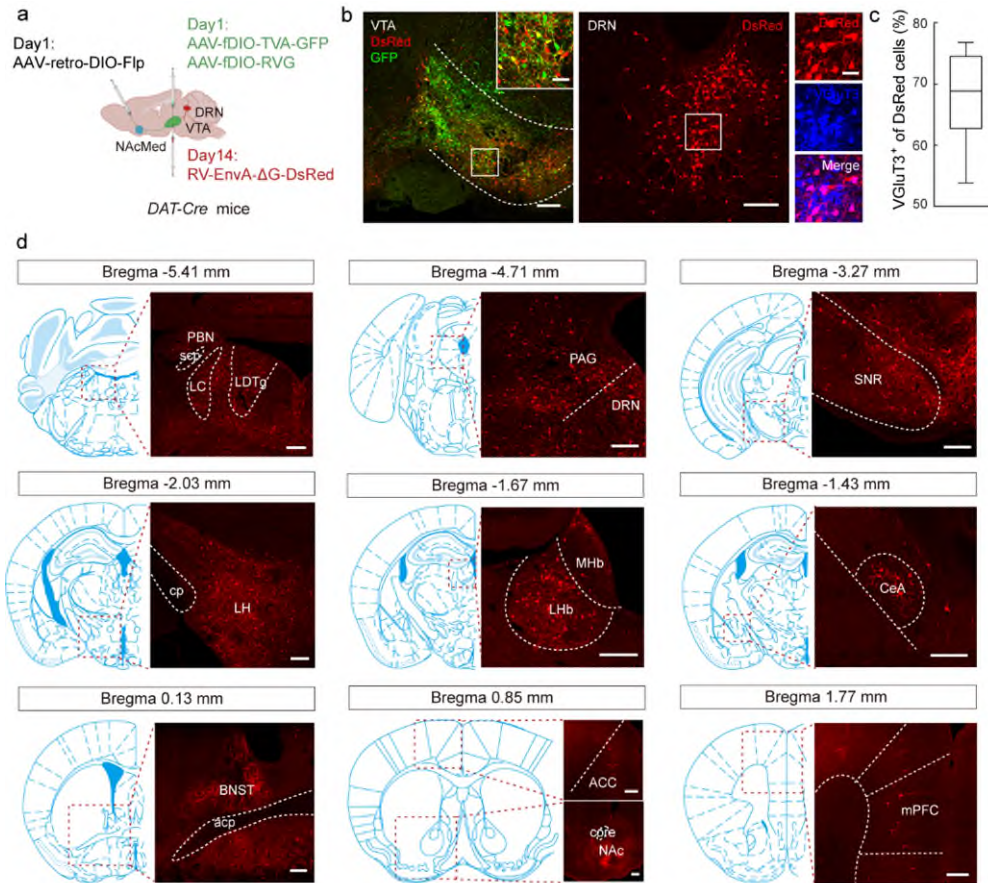 a
Day1:
AAV-retro-DIO-Flp
Day1:
AAV-fDIO-TVA-GFP
AAV-fDIO-RVG
DRN
VTA
NAcMed
Day14:
RV-EnvA-ΔG-DsRed
DAT-Cre mice
b
VTA
DsRed
GFP
DRN
DsRed
DsRed
Merge
c
VGluT3+ of DsRed cells (%)
80
70
60
50
d
Bregma -5.41 mm
PBN
scp
LC
LDTg
Bregma -4.71 mm
PAG
DRN
Bregma -3.27 mm
SNR
Bregma -2.03 mm
cp
LH
Bregma -1.67 mm
MHb
LHb
Bregma -1.43 mm
CeA
Bregma 0.13 mm
BNST
acp
Bregma 0.85 mm
ACC
core
NAc
Bregma 1.77 mm
mPFC